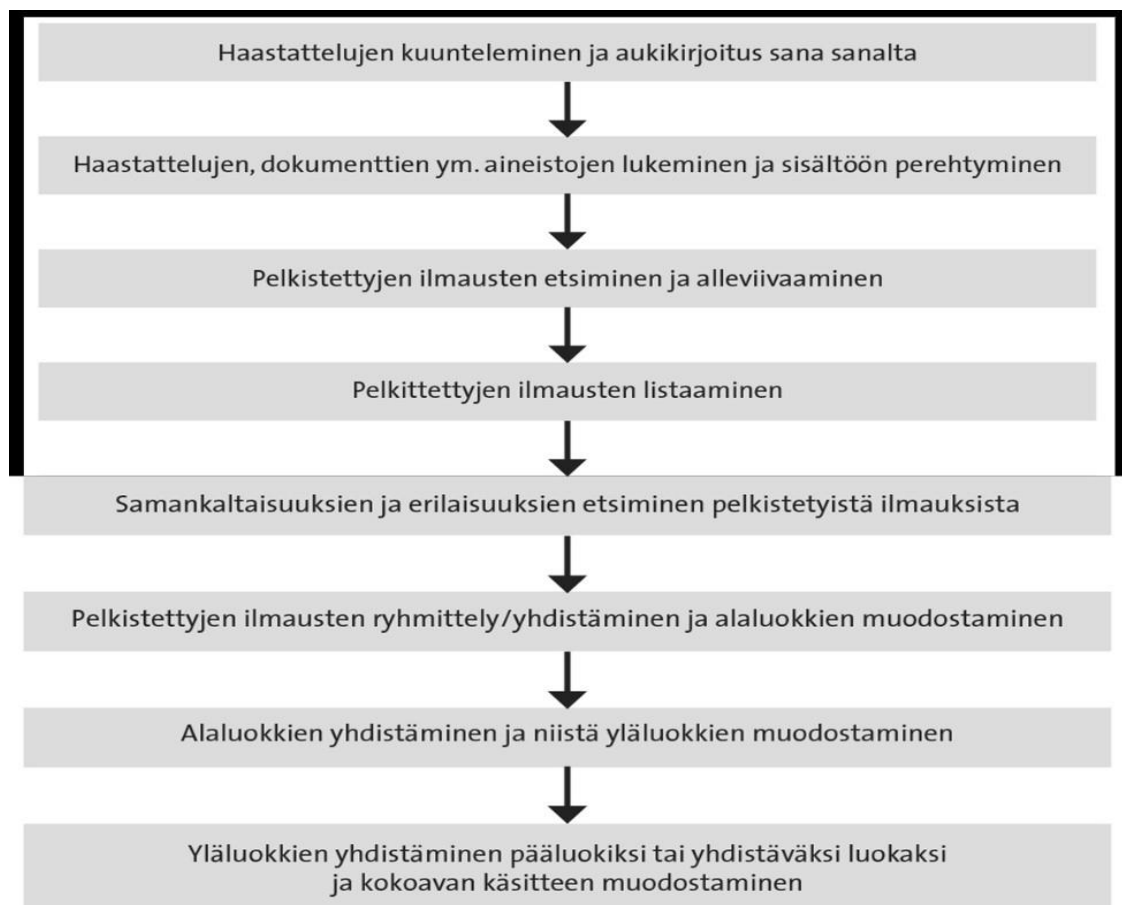 Haastattelujen kuunteleminen ja aukikirjoitus sana sanalta
Haastattelujen, dokumenttien ym. aineistojen lukeminen ja sisältöön perehtyminen
Pelkistettyjen ilmausten etsiminen ja alleviivaaminen
Pelkittettyjen ilmausten listaaminen
Samankaltaisuuksien ja erilaisuuksien etsiminen pelkistetyistä ilmauksista
Pelkistettyjen ilmausten ryhmittely/yhdistäminen ja alaluokkien muodostaminen
Alaluokkien yhdistäminen ja niistä yläluokkien muodostaminen
Yläluokkien yhdistäminen pääluokiksi tai yhdistäväksi luokaksi
ja kokoavan käsitteen muodostaminen